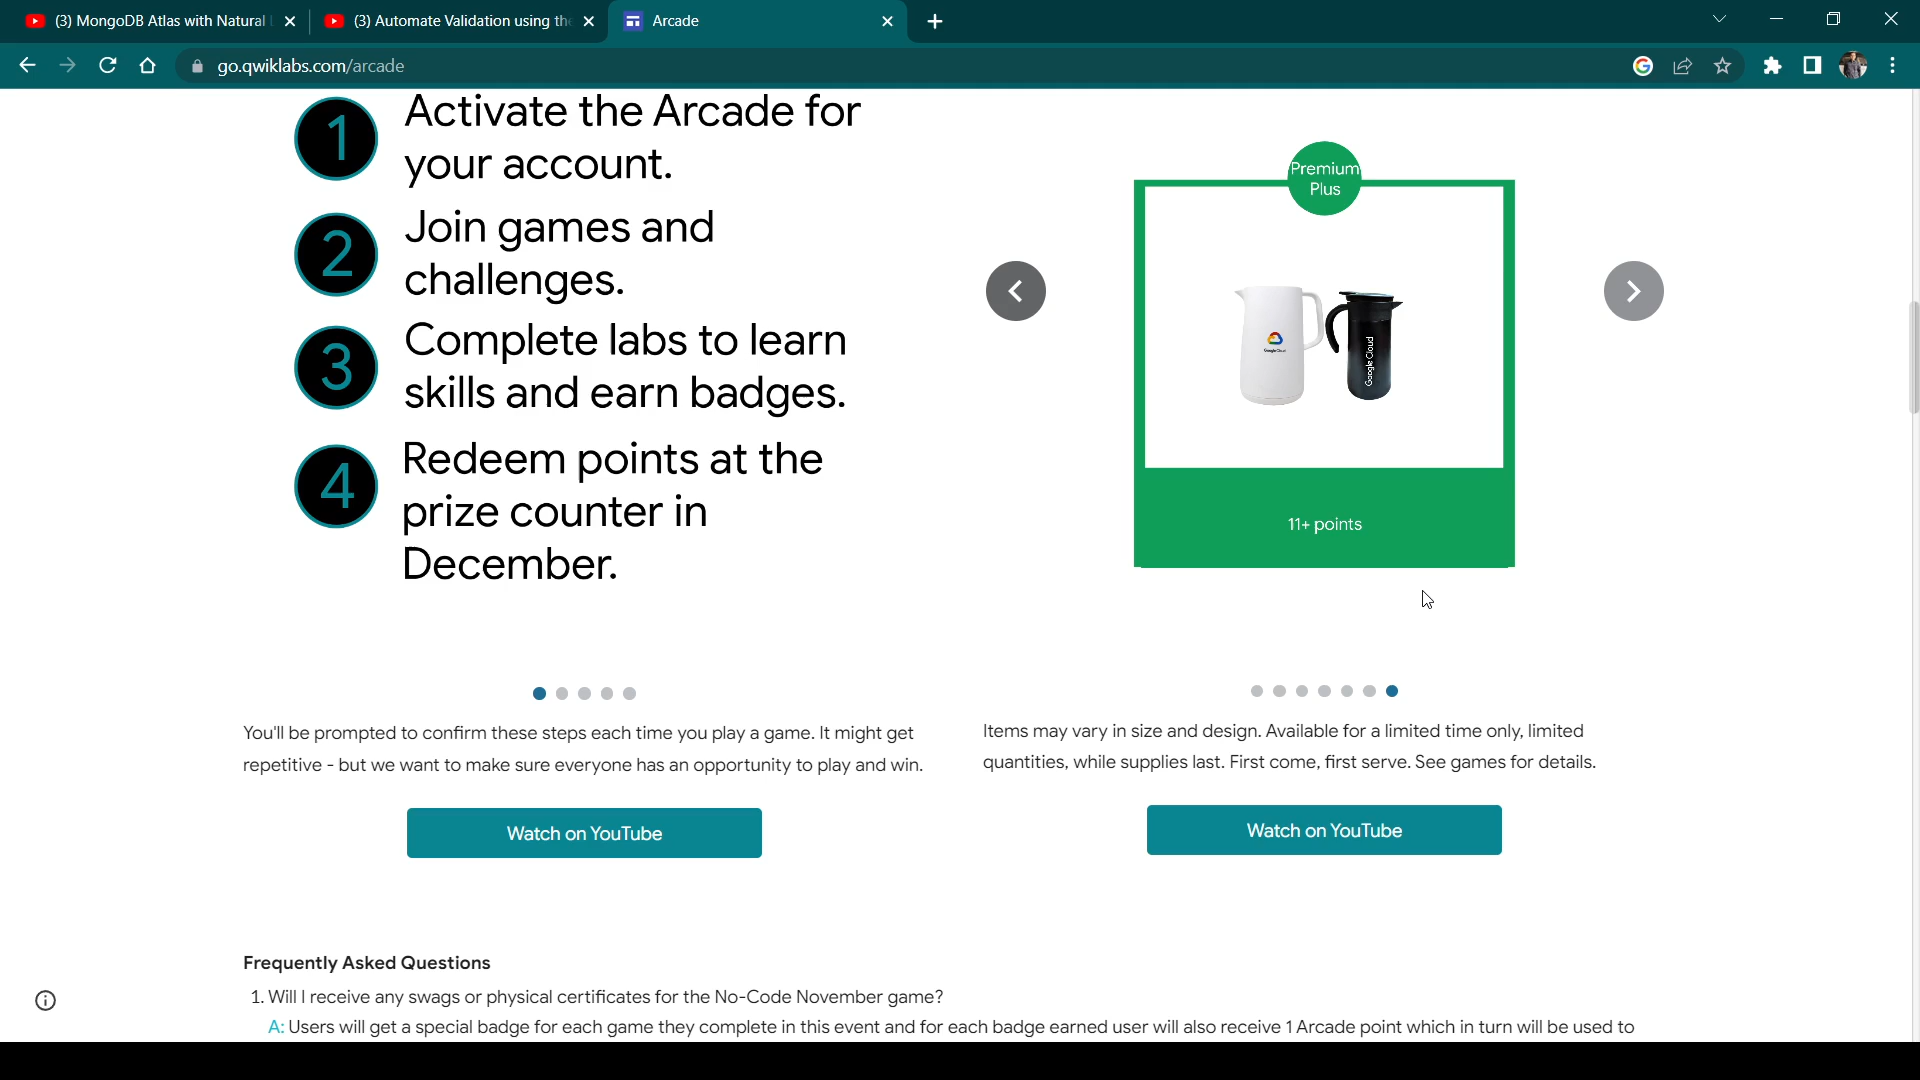 (3) MongoDB Atlas with Natural
(3) Automate Validation using the
Arcade
go.qwiklabs.com/arcade
1
Activate the Arcade for
your account.
2
Join games and
challenges.
3
Complete labs to learn
skills and earn badges.
4
Redeem points at the
prize counter in
December.
You'll be prompted to confirm these steps each time you play a game. It might get
repetitive - but we want to make sure everyone has an opportunity to play and win.
Watch on YouTube
Premium
Plus
Google Cloud
Google Cloud
11+ points
Items may vary in size and design. Available for a limited time only, limited
quantities, while supplies last. First come, first serve. See games for details.
Watch on YouTube
Frequently Asked Questions
1. Will I receive any swags or physical certificates for the No-Code November game?
A: Users will get a special badge for each game they complete in this event and for each badge earned user will also receive 1 Arcade point which in turn will be used to